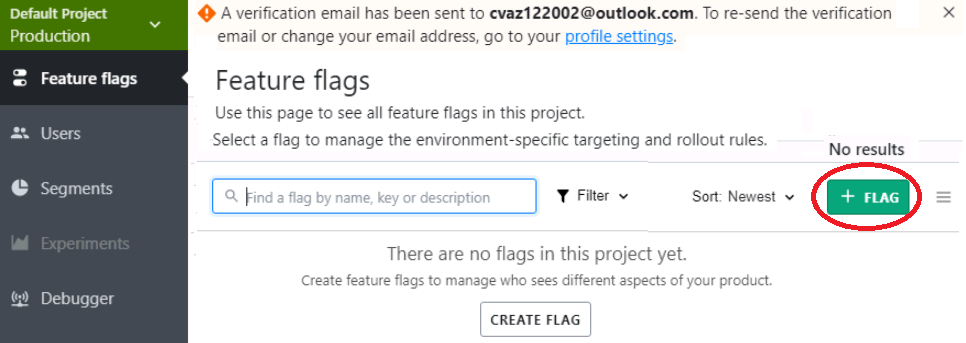 Default Project
Production
Feature flags
Users
Segments
Experiments
Debugger
A verification email has been sent to cvaz122002@outlook.com. To re-send the verification
email or change your email address, go to your profile settings.
Feature flags
Use this page to see all feature flags in this project.
Select a flag to manage the environment-specific targeting and rollout rules.
No results
Find a flag by name, key or description
Filter
Sort: Newest
+ FLAG
There are no flags in this project yet.
Create feature flags to manage who sees different aspects of your product.
CREATE FLAG